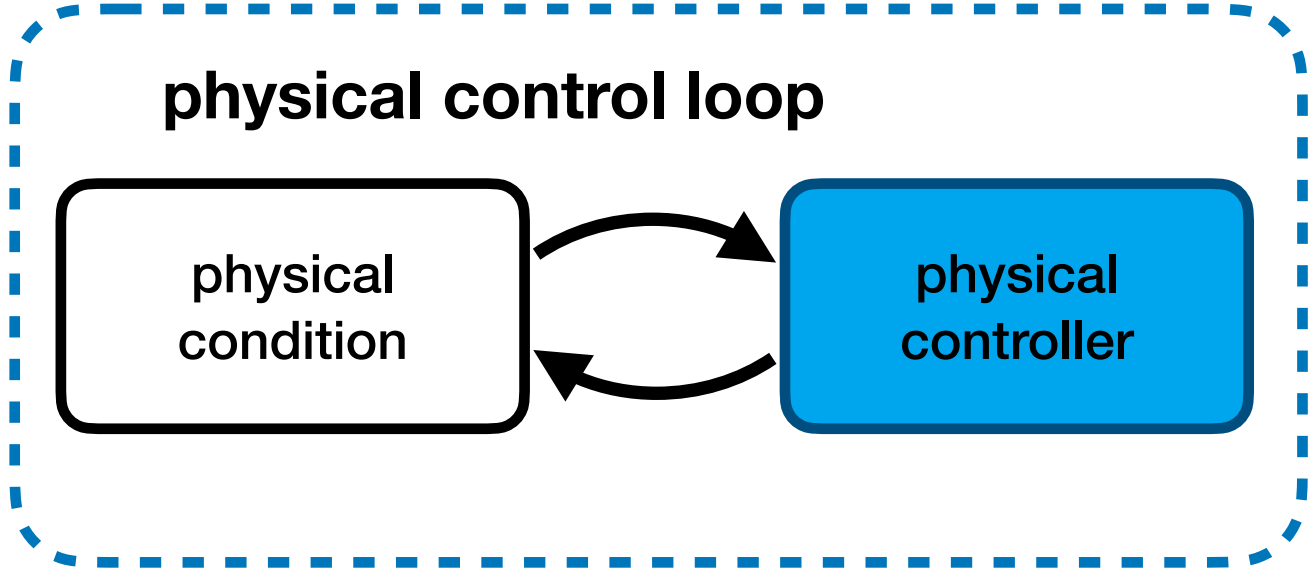 physical control loop
physical
condition
physical
controller